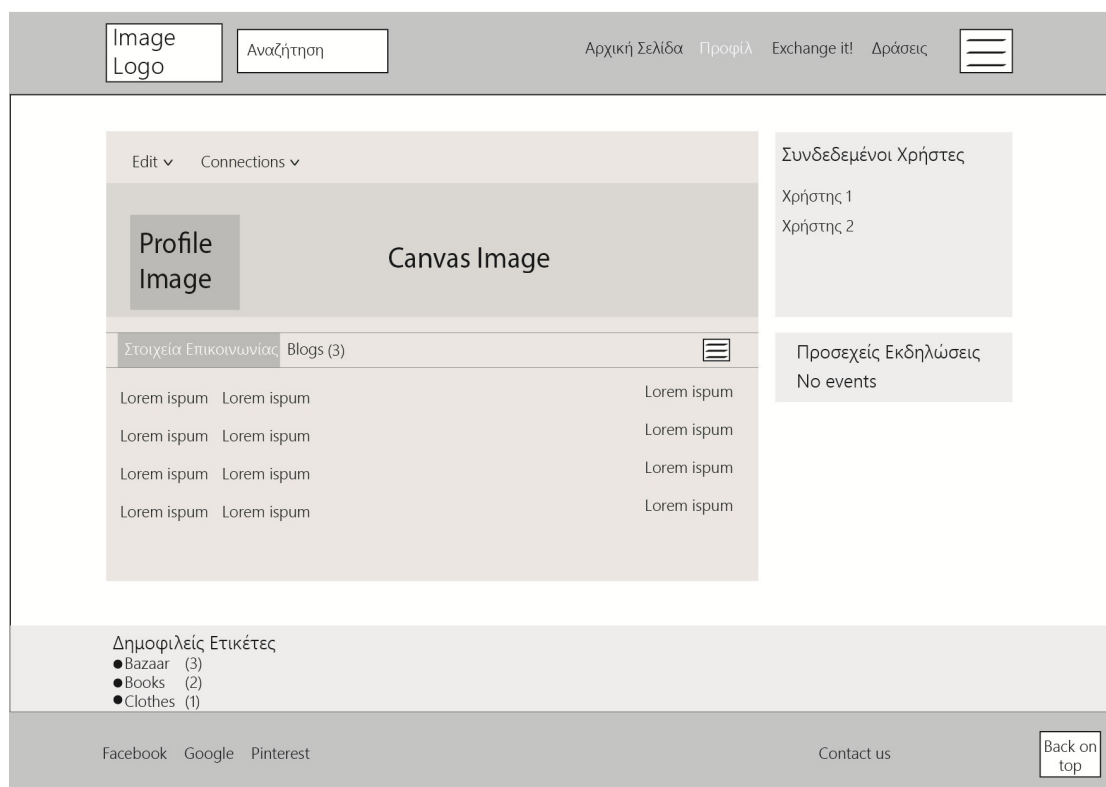 Image
Logo
Αναζήτηση
Αρχική Σελίδα Προφίλ Exchange it! Δράσεις
Edit Connections
Profile
Image
Canvas Image
Στοιχεία Επικοινωνίας Blogs (3)
Lorem ispum Lorem ispum
Lorem ispum Lorem ispum
Lorem ispum Lorem ispum
Lorem ispum Lorem ispum
Lorem ispum
Lorem ispum
Lorem ispum
Lorem ispum
Συνδεδεμένοι Χρήστες
Χρήστης 1
Χρήστης 2
Προσεχείς Εκδηλώσεις
No events
Δημοφιλείς Ετικέτες
Bazaar (3)
Books (2)
Clothes (1)
Facebook Google Pinterest
Contact us
Back on
top